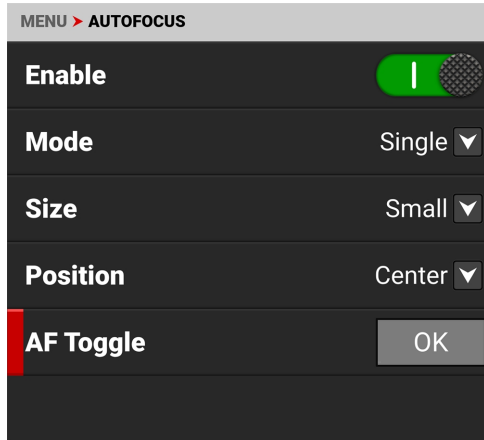 MENU ➤ AUTOFOCUS
Enable
Mode Single
Size Small
Position Center
AF Toggle OK